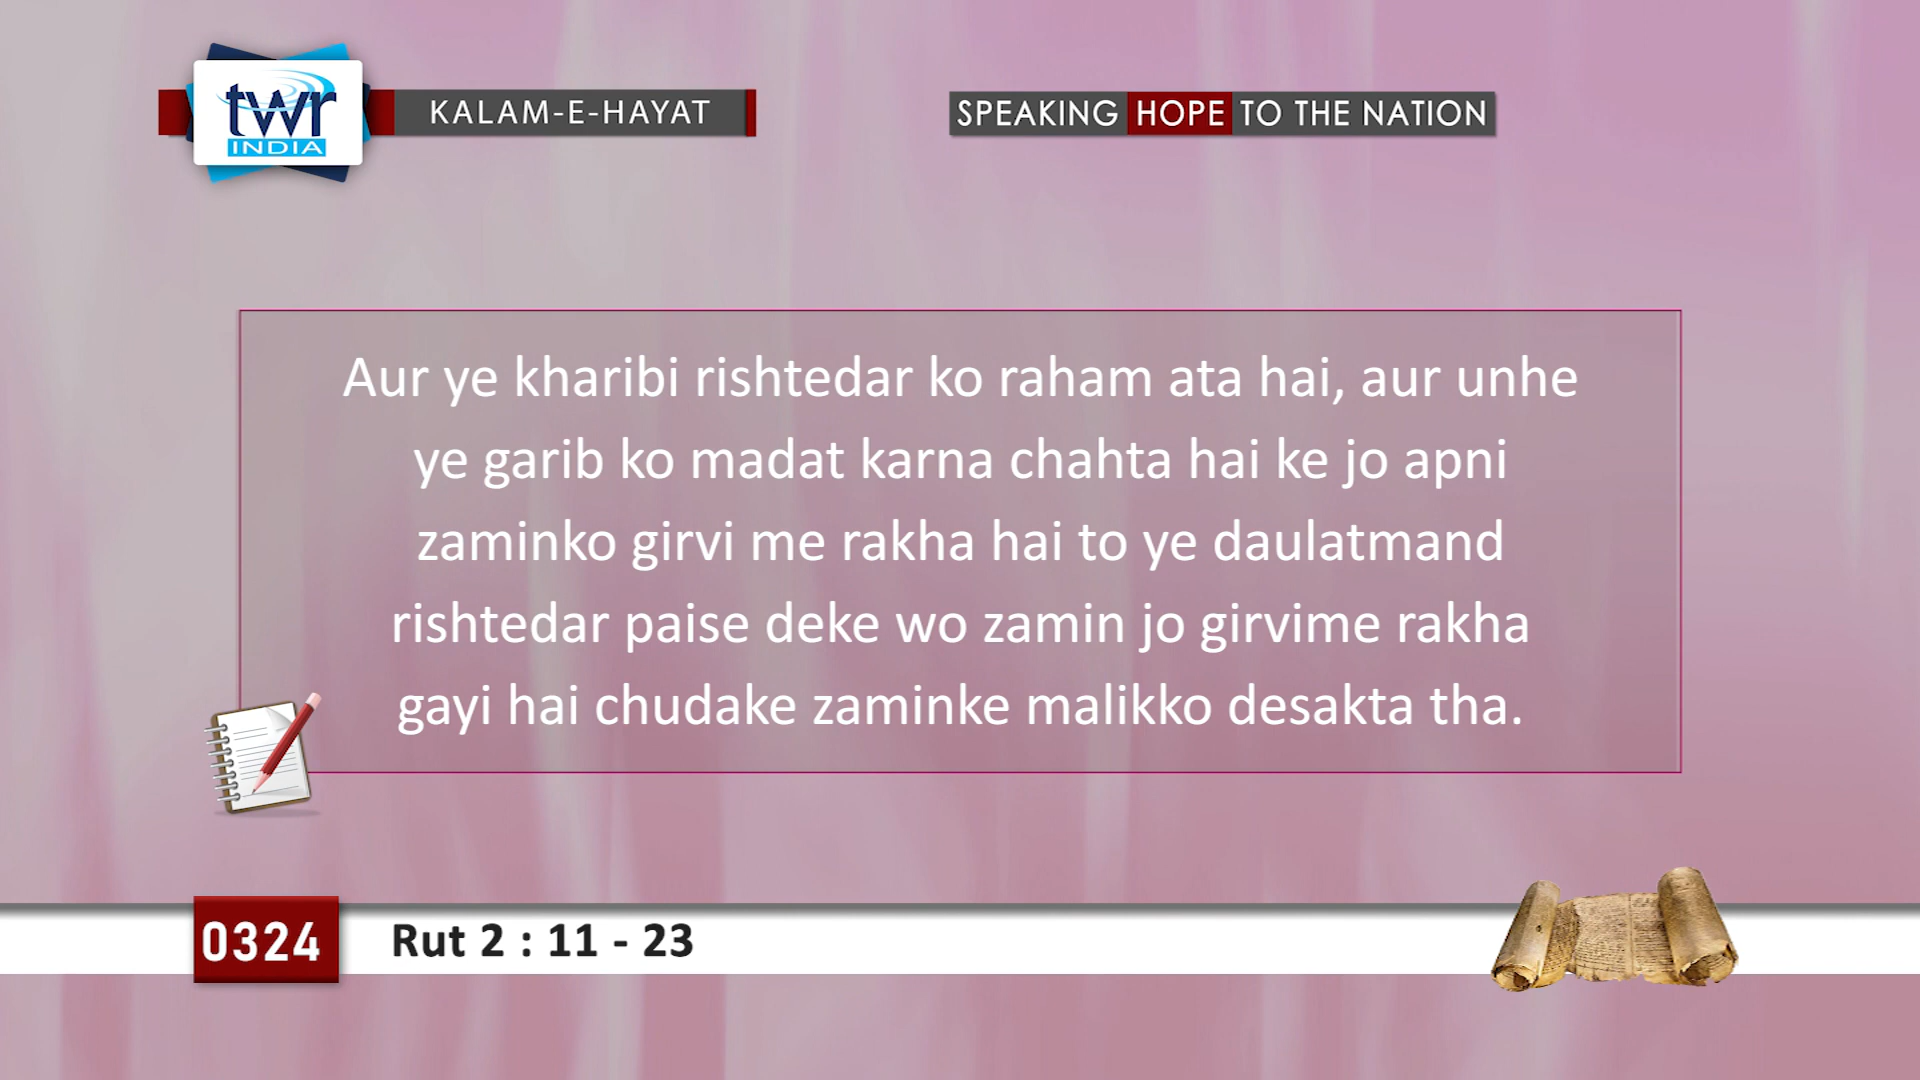 twr
INDIA
KALAM-E-HAYAT
SPEAKING HOPE TO THE NATION
Aur ye kharibi rishtedar ko raham ata hai, aur unhe
ye garib ko madat karna chahta hai ke jo apni
zaminko girvi me rakha hai to ye daulatmand
rishtedar paise deke wo zamin jo girvime rakha
gayi hai chudake zaminke malikko desakta tha.
0324
Rut 2 : 11 - 23